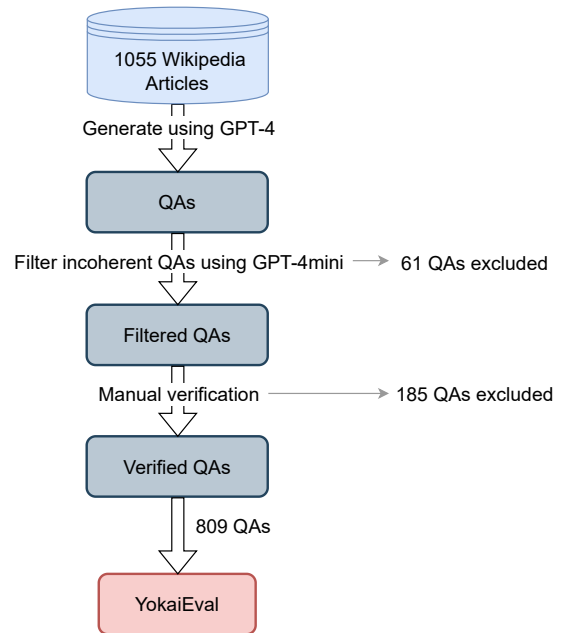 1055 Wikipedia
Articles
Generate using GPT-4
QAs
Filter incoherent QAs using GPT-4mini
61 QAs excluded
Filtered QAs
Manual verification
185 QAs excluded
Verified QAs
809 QAs
YokaiEval